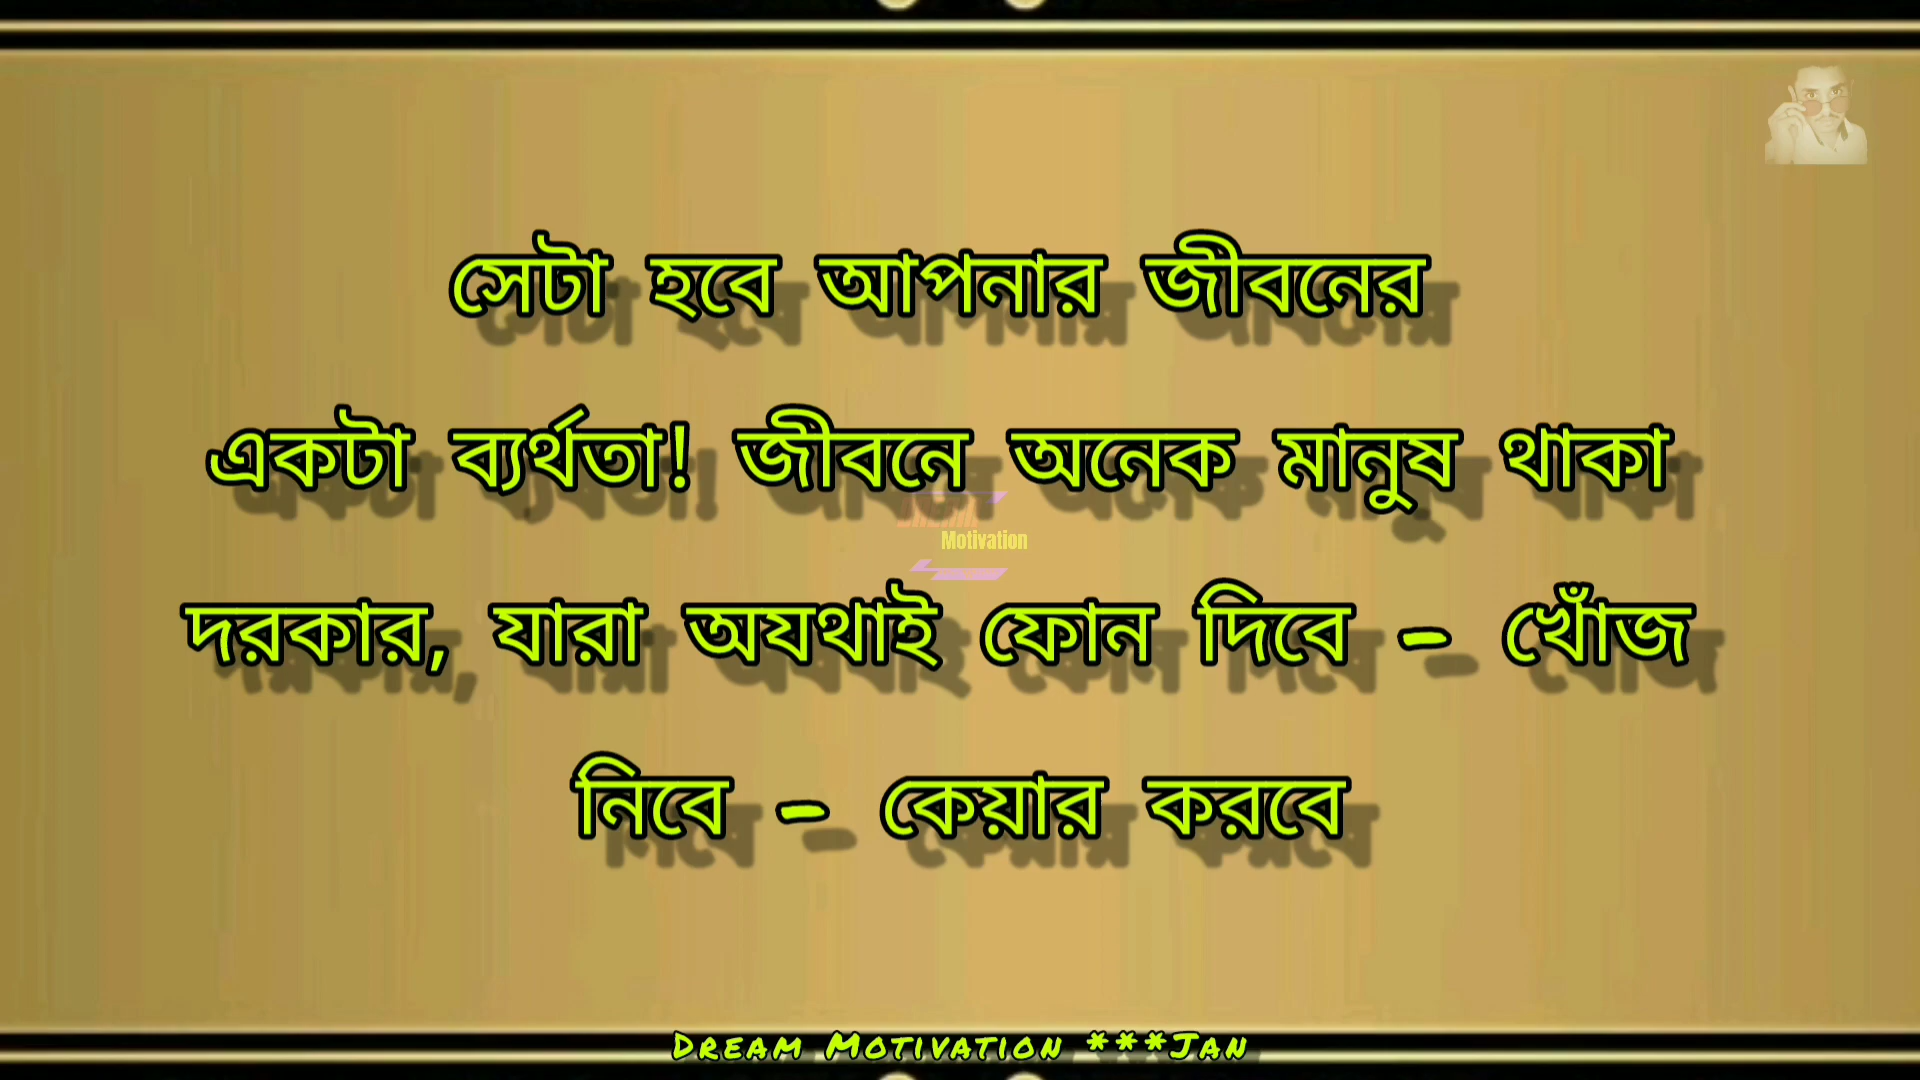 সেটা হবে আপনার জীবনের
একটা ব্যর্থতা! জীবনে অনেক মানুষ থাকা
Motivation
দরকার, যারা অযথাই ফোন দিবে - খোঁজ
নিবে - কেয়ার করবে
Dream Motivation ***Jan